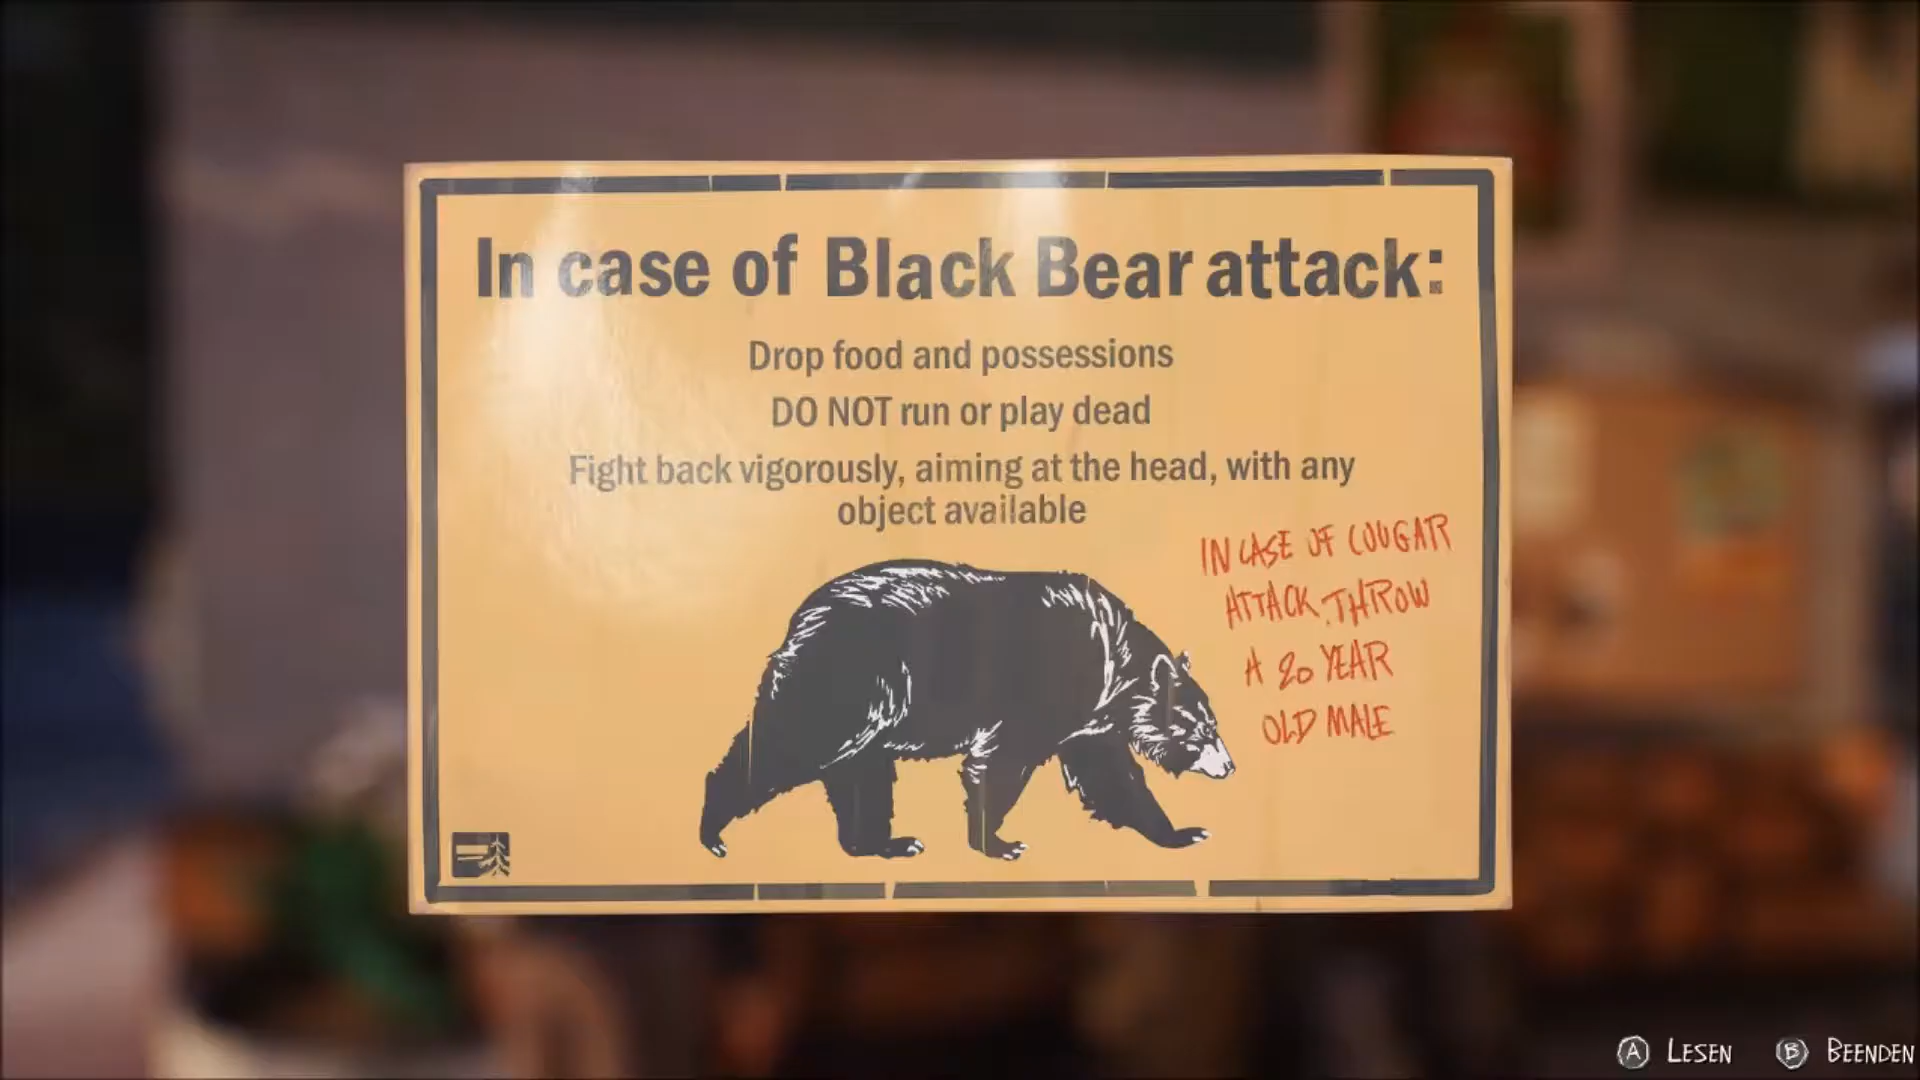 In case of Black Bear attack:
Drop food and possessions
DO NOT run or play dead
Fight back vigorously, aiming at the head, with any
object available
IN CASE OF COUGAR
ATTACK, THROW
A 20 YEAR
OLD MALE
A LESEN B BEENDEN